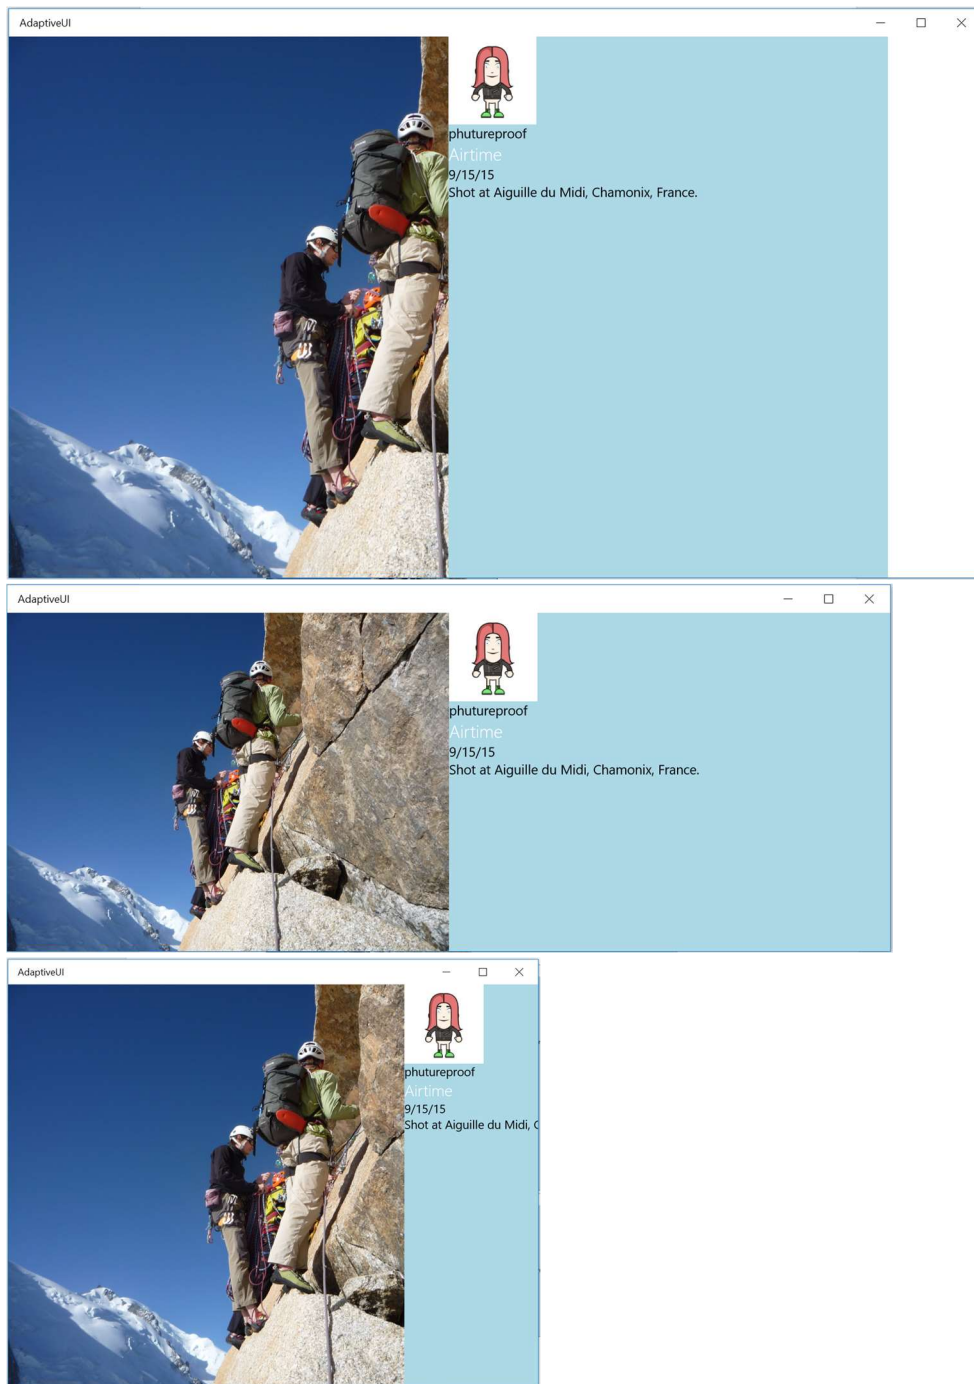 AdaptiveUI
phutureproof
Airtime
9/15/15
Shot at Aiguille du Midi, Chamonix, France.
AdaptiveUI
phutureproof
Airtime
9/15/15
Shot at Aiguille du Midi, Chamonix, France.
AdaptiveUI
phutureproof
Airtime
9/15/15
Shot at Aiguille du Midi,